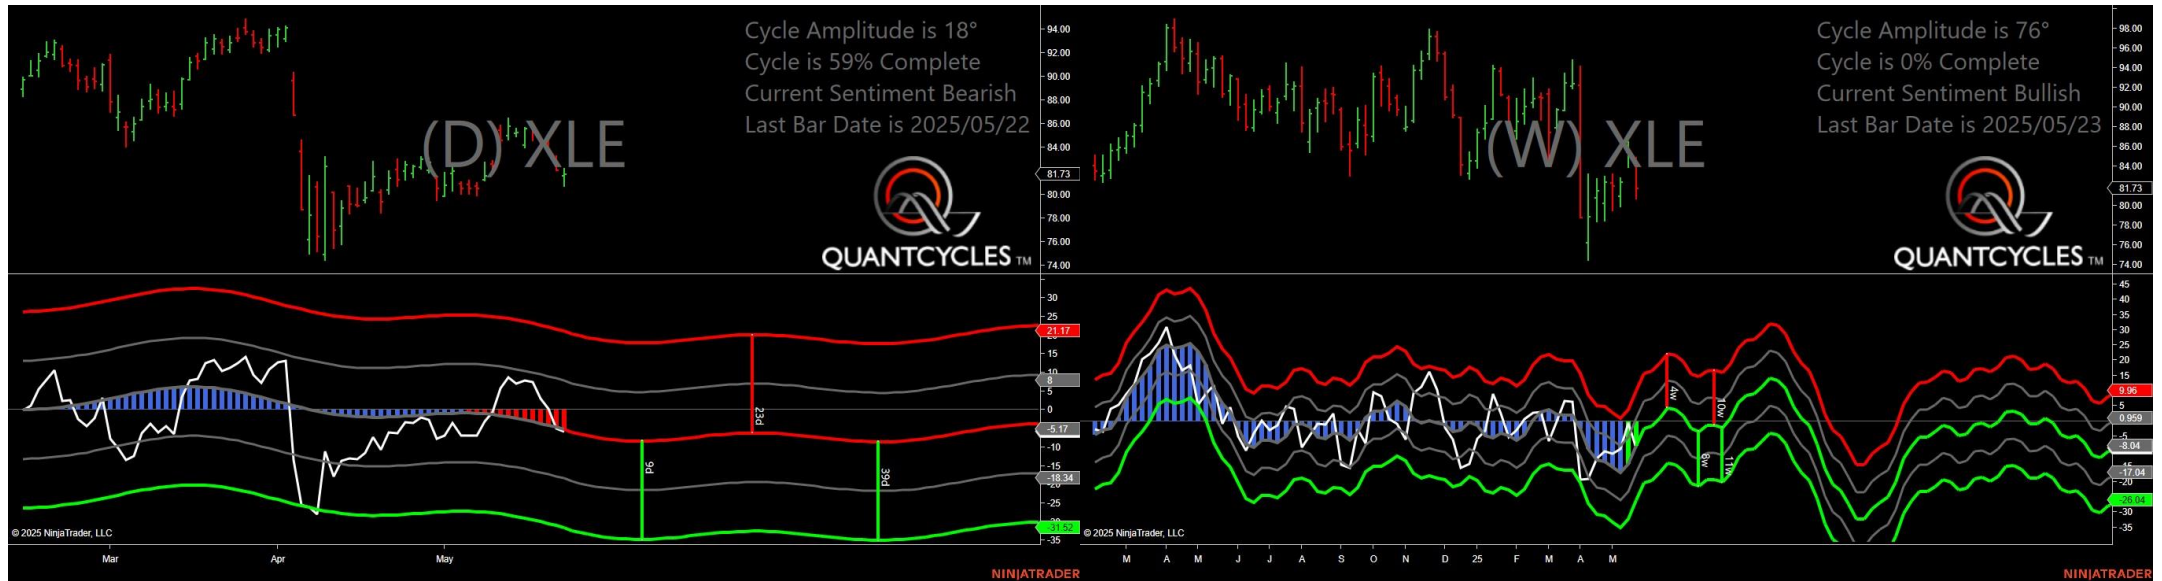 Cycle Amplitude is 18°
Cycle is 59% Complete
Current Sentiment Bearish
Last Bar Date is 2025/05/22
(D) XLE
QUANTCYCLES TM
94.00
92.00
90.00
88.00
86.00
84.00
81.73
80.00
78.00
76.00
74.00
30
25
21.17
15
10
8
5
0
-5.17
-10
-15
-18.34
-20
-25
-31.52
-35
23d
9d
39d
© 2025 NinjaTrader, LLC
Mar
Apr
May
NINJATRADER
Cycle Amplitude is 76°
Cycle is 0% Complete
Current Sentiment Bullish
Last Bar Date is 2025/05/23
(W) XLE
QUANTCYCLES TM
98.00
96.00
94.00
92.00
90.00
88.00
86.00
84.00
81.73
80.00
78.00
76.00
74.00
45
40
35
30
25
20
15
9.96
5
0.959
-5
-8.04
-17.04
-20
-26.04
-30
-35
4w
10w
11w
© 2025 NinjaTrader, LLC
M A M J J A S O N D 25 F M A M
NINJATRADER